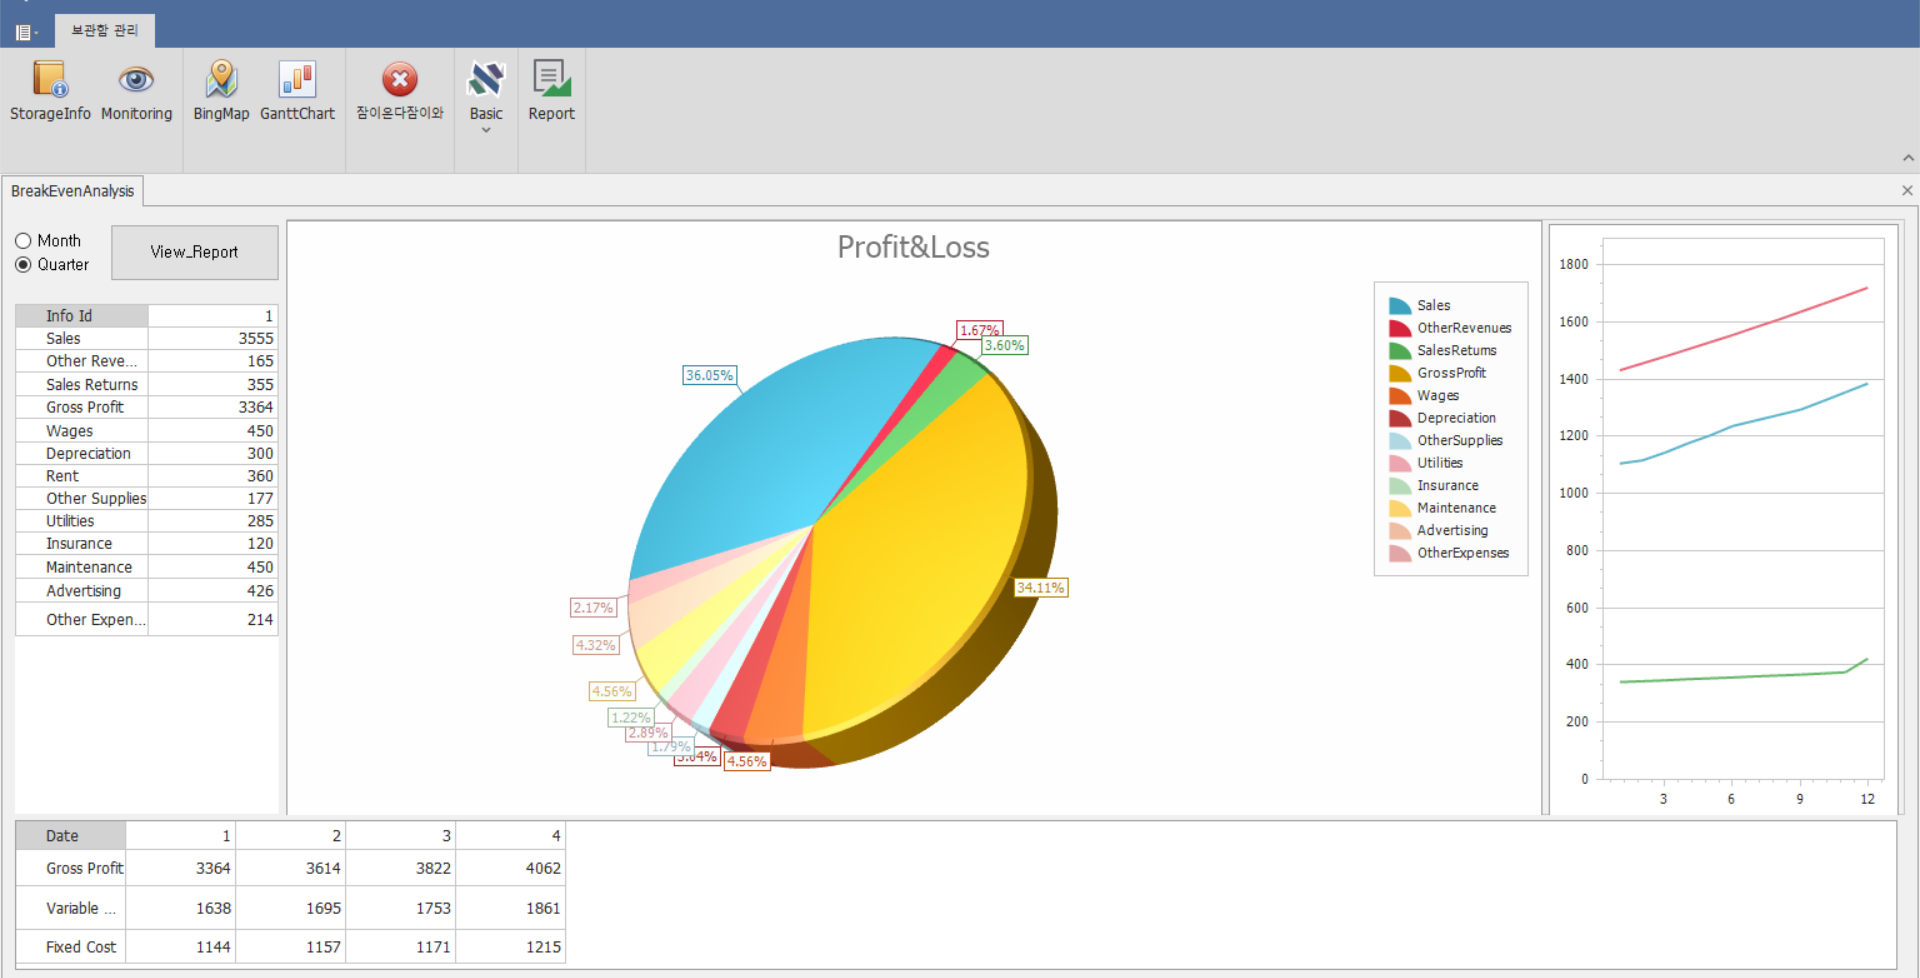 보관함 관리
StorageInfo
Monitoring
BingMap
GanttChart
잠이온다잠이와
Basic
Report
BreakEvenAnalysis
Month
Quarter
View_Report
Info Id 1
Sales 3555
Other Reve... 165
Sales Returns 355
Gross Profit 3364
Wages 450
Depreciation 300
Rent 360
Other Supplies 177
Utilities 285
Insurance 120
Maintenance 450
Advertising 426
Other Expen... 214
Profit&Loss
1.67%
3.60%
36.05%
34.11%
2.17%
4.32%
4.56%
1.22%
2.89%
1.79%
4.56%
Sales
OtherRevenues
SalesReturns
GrossProfit
Wages
Depreciation
OtherSupplies
Utilities
Insurance
Maintenance
Advertising
OtherExpenses
1800
1600
1400
1200
1000
800
600
400
200
0
3 6 9 12
Date 1 2 3 4
Gross Profit 3364 3614 3822 4062
Variable ... 1638 1695 1753 1861
Fixed Cost 1144 1157 1171 1215